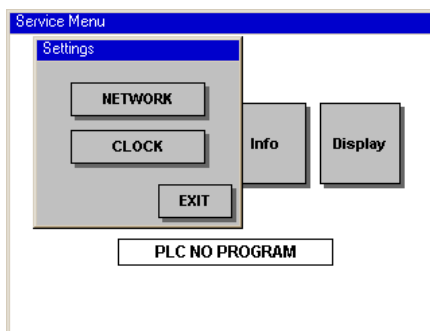 Service Menu
Settings
NETWORK
CLOCK
EXIT
Info
Display
PLC NO PROGRAM